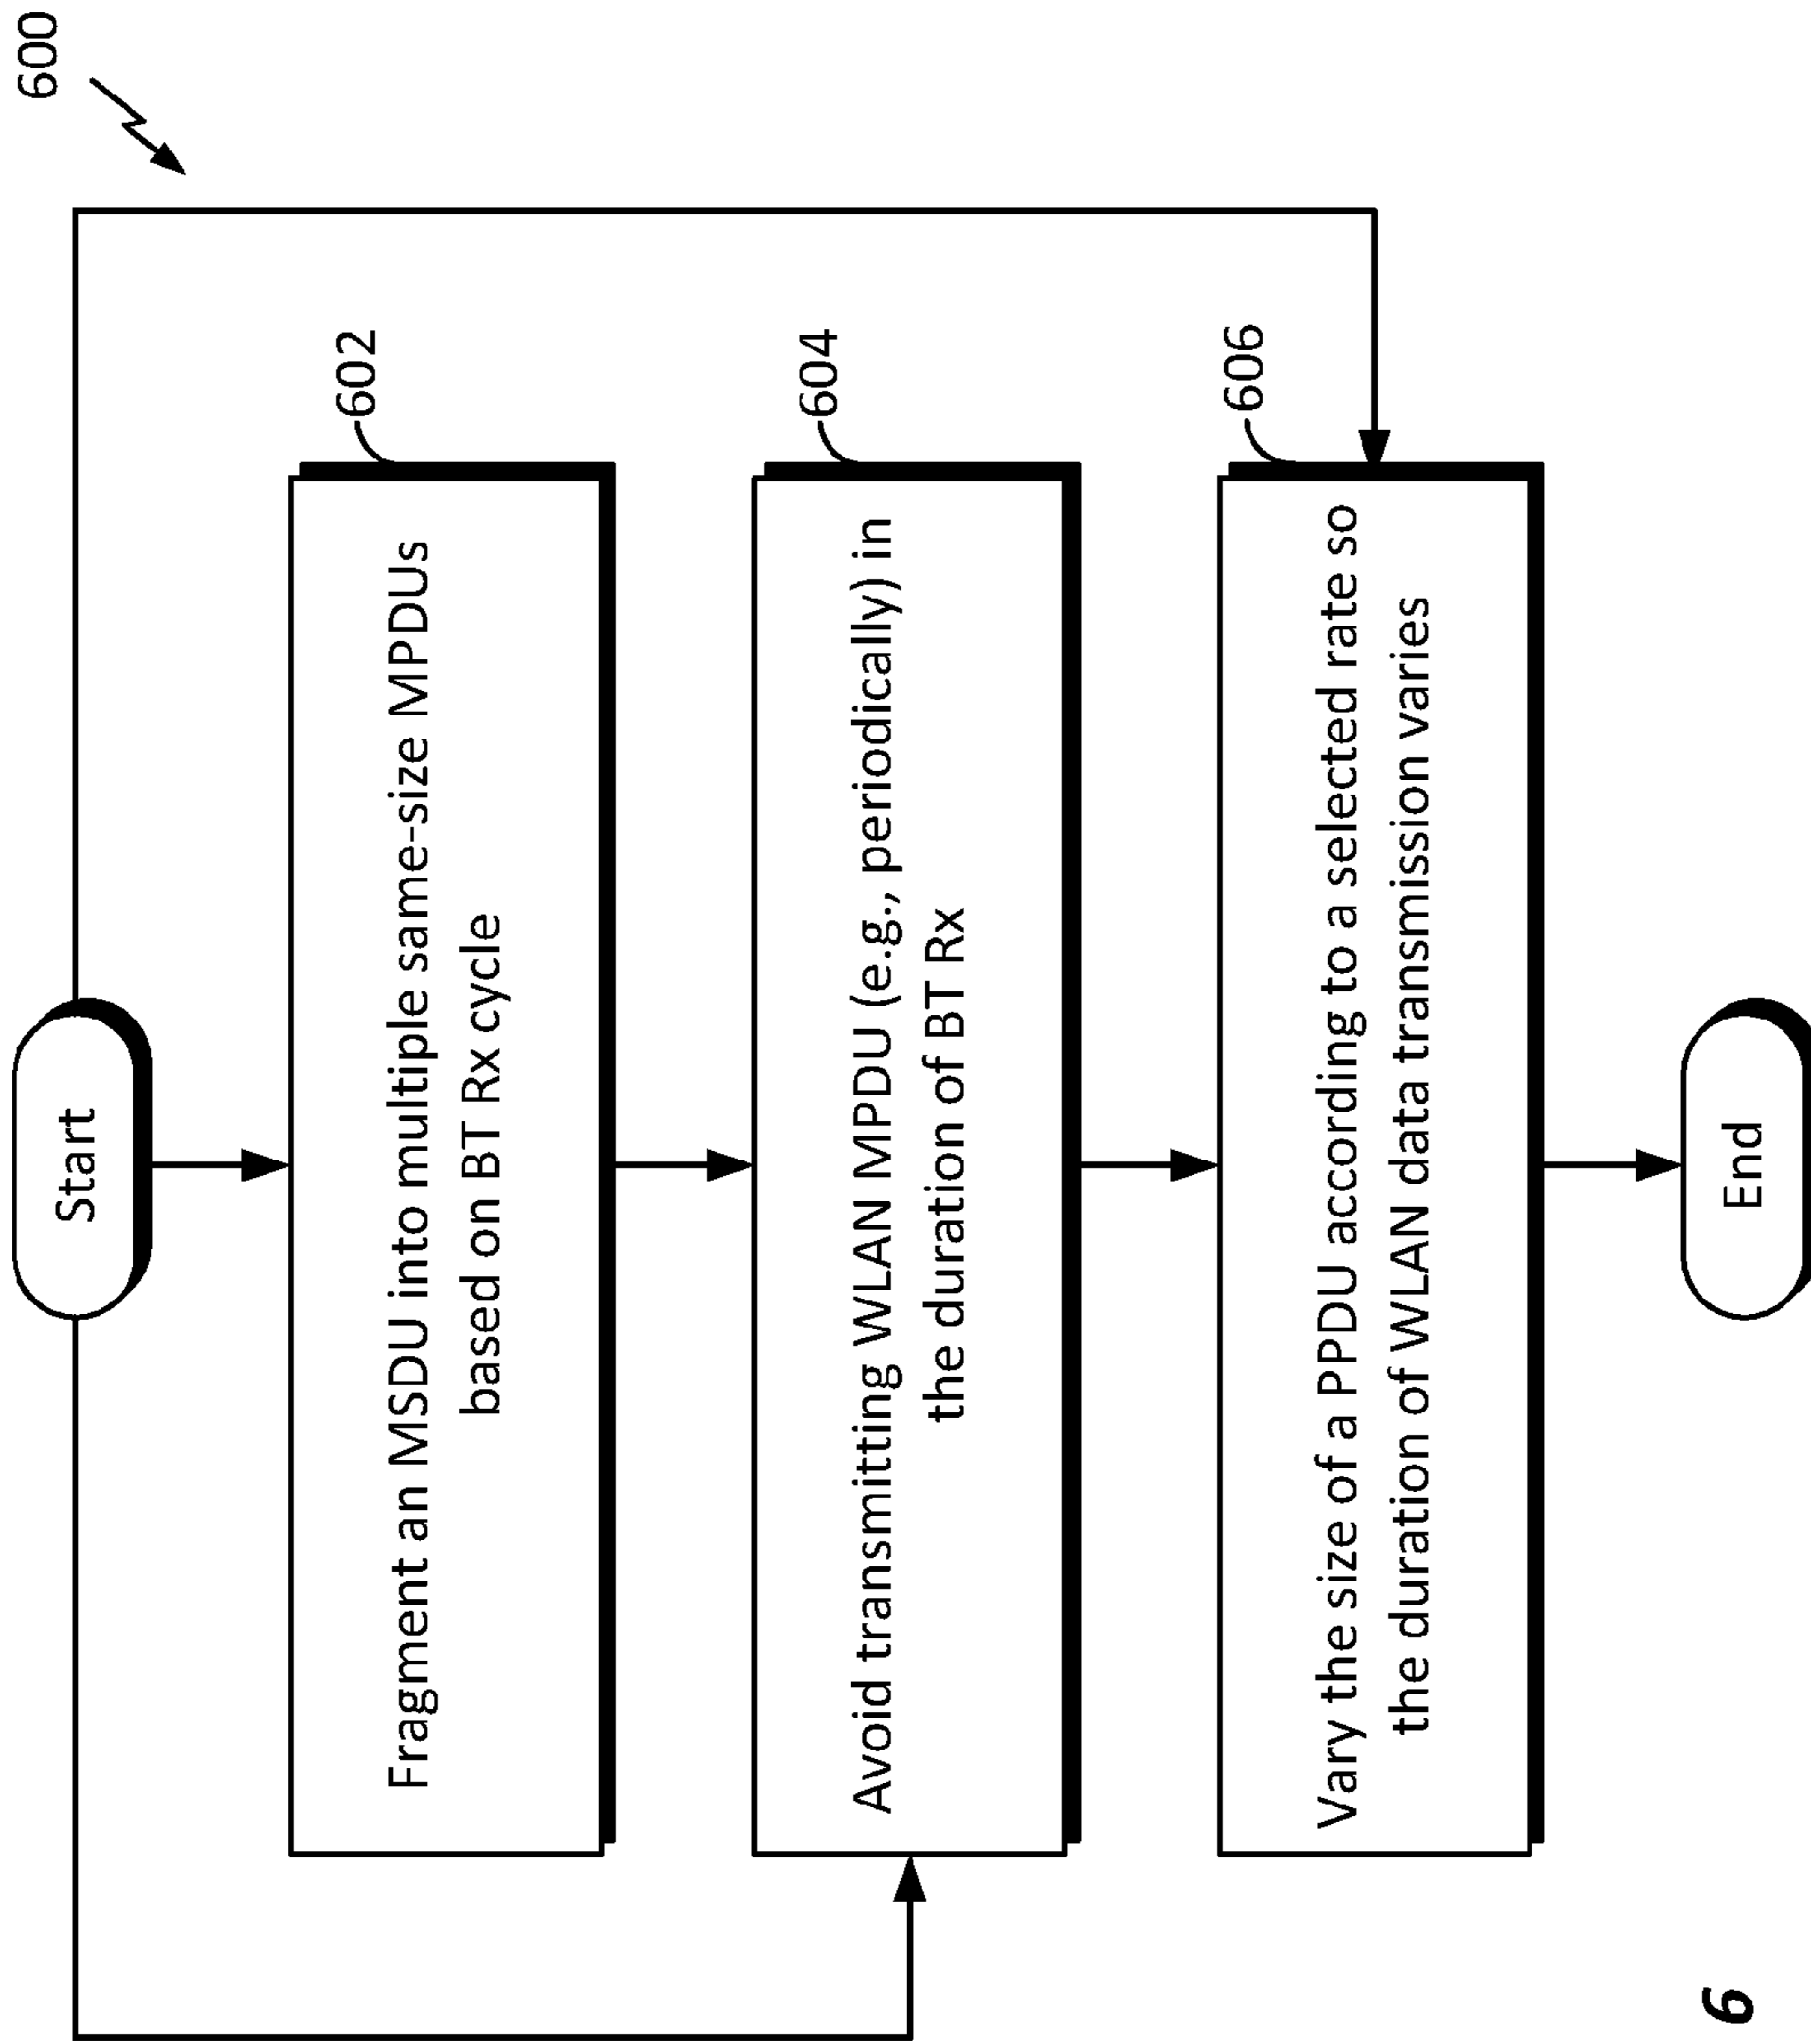 600
Start
602
Fragment an MSDU into multiple same-size MPDUs
based on BT Rx cycle
604
Avoid transmitting WLAN MPDU (e.g., periodically) in
the duration of BT Rx
606
Vary the size of a PPDU according to a selected rate so
the duration of WLAN data transmission varies
End
6